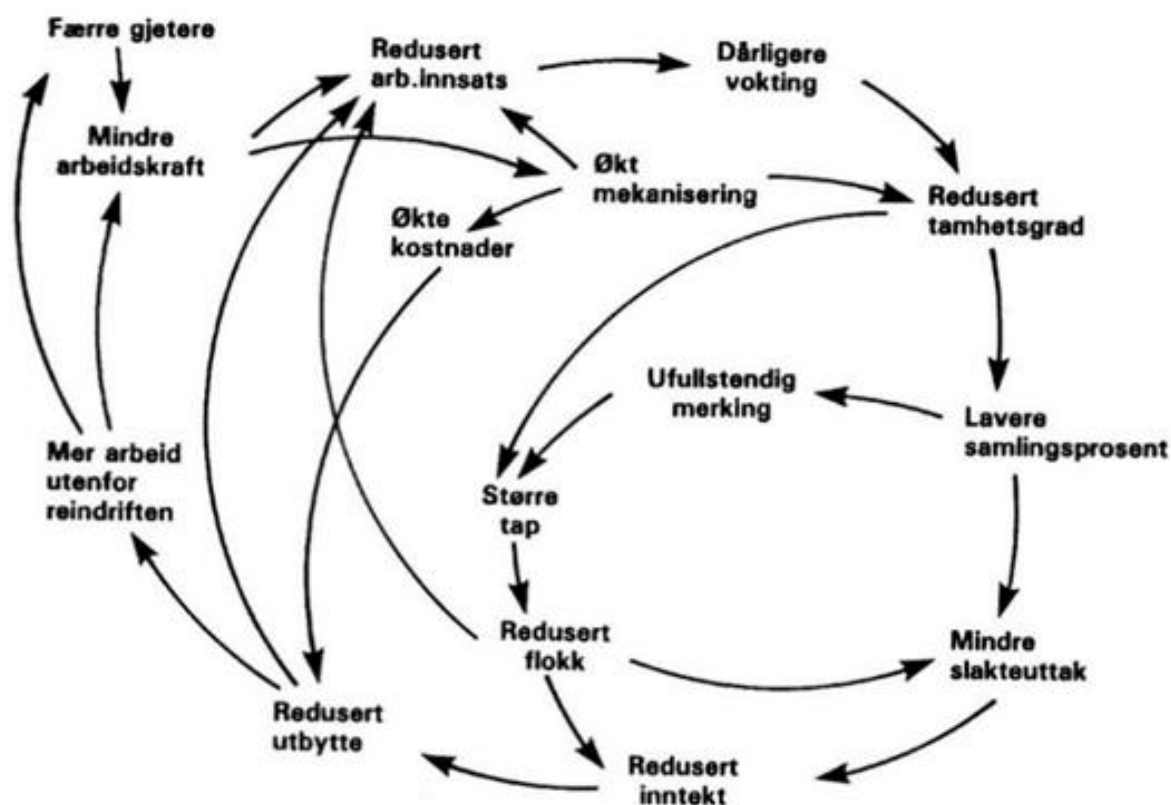 Færre gjetere
Redusert
arb.innsats
Dårligere
vokting
Mindre
arbeidskraft
Økt
mekanisering
Redusert
tamhetsgrad
Økte
kostnader
Ufullstendig
merking
Lavere
samlingsprosent
Mer arbeid
utenfor
reindriften
Større
tap
Redusert
flokk
Mindre
slakteuttak
Redusert
utbytte
Redusert
inntekt